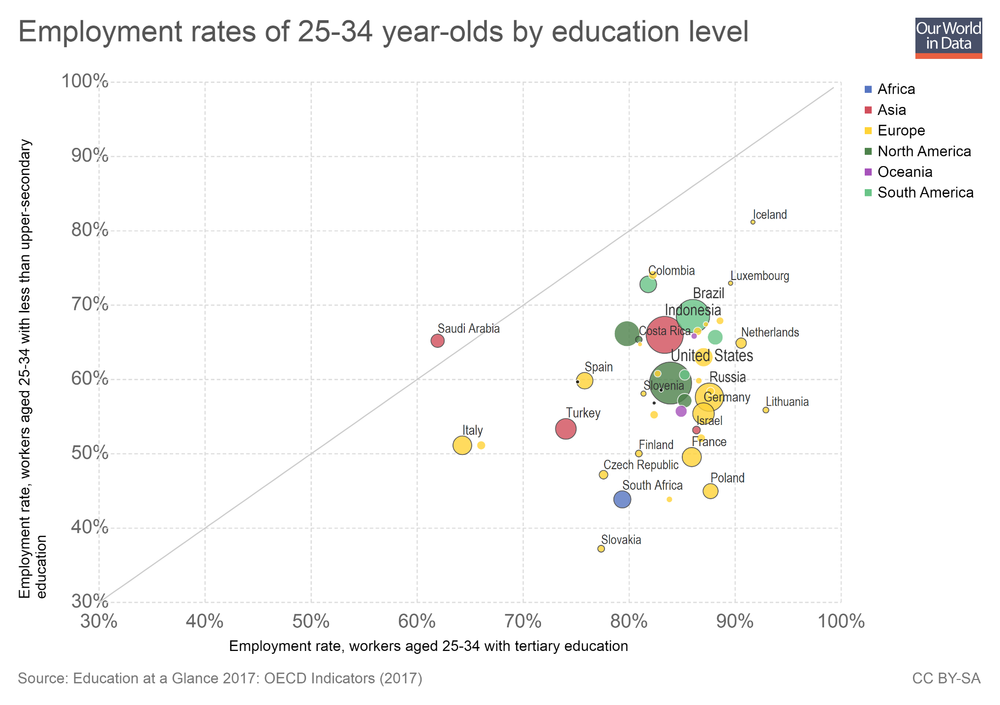 Employment rates of 25-34 year-olds by education level
Our World
in Data
100%
90%
80%
70%
60%
50%
40%
30%
Employment rate, workers aged 25-34 with less than upper-secondary
education
Africa
Asia
Europe
North America
Oceania
South America
Iceland
Colombia
Luxembourg
Brazil
Indonesia
Saudi Arabia
Costa Rica
Netherlands
United States
Spain
Russia
Slovenia
Germany
Lithuania
Turkey
Israel
Italy
France
Finland
Czech Republic
Poland
South Africa
Slovakia
30%
40%
50%
60%
70%
80%
90%
100%
Employment rate, workers aged 25-34 with tertiary education
Source: Education at a Glance 2017: OECD Indicators (2017)
CC BY-SA